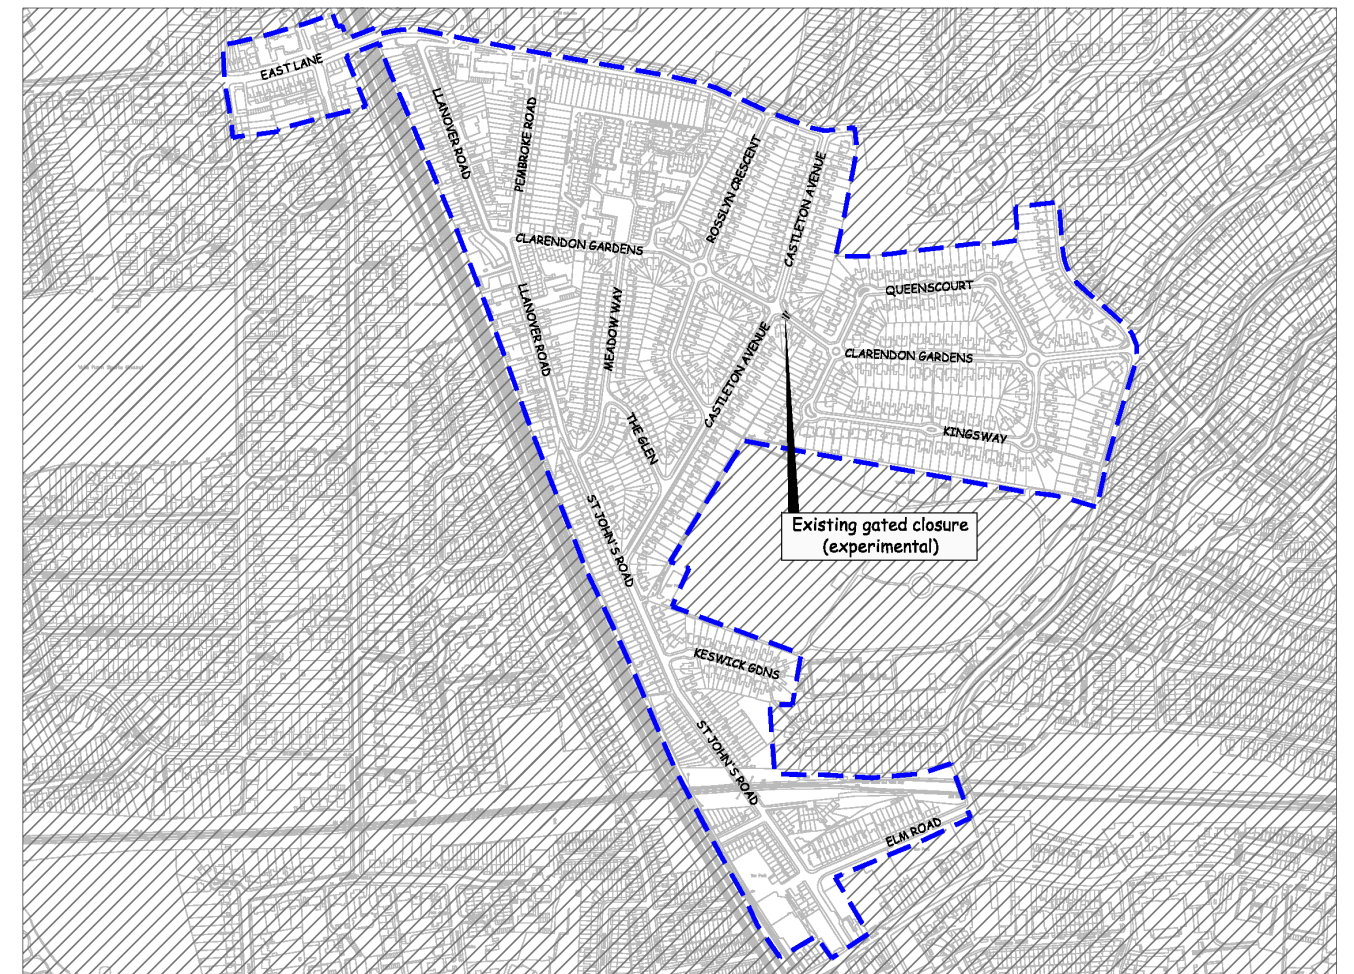 EAST LANE
LLANOVER ROAD
PEMBROKE ROAD
ROSSLYN CRESCENT
CASTLETON AVENUE
CLARENDON GARDENS
QUEENSCOURT
LLANOVER ROAD
MEADOW WAY
CASTLETON AVENUE
CLARENDON GARDENS
THE GLEN
KINGSWAY
ST JOHN'S ROAD
Existing gated closure
(experimental)
KESWICK GDNS
ST JOHN'S ROAD
ELM ROAD